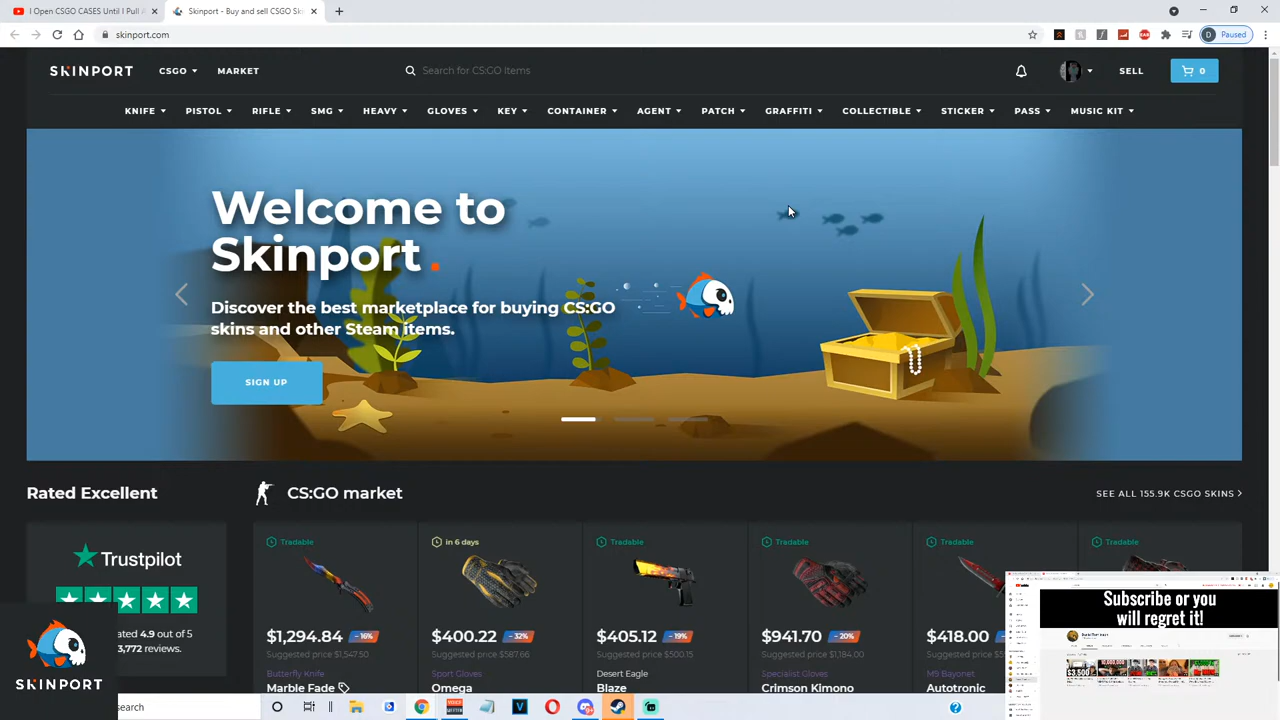 I Open CSGO CASES Until I Pull A
Skinport - Buy and sell CSGO Sk
skinport.com
Paused
SKINPORT
CSGO
MARKET
Search for CS:GO Items
SELL
0
KNIFE PISTOL RIFLE SMG HEAVY GLOVES KEY CONTAINER AGENT PATCH GRAFFITI COLLECTIBLE STICKER PASS MUSIC KIT
Welcome to
Skinport.
Discover the best marketplace for buying CS:GO
skins and other Steam items.
SIGN UP
Rated Excellent
CS:GO market
SEE ALL 155.9K CSGO SKINS
Trustpilot
ated 4.9 out of 5
3,772 reviews.
Tradable
$1,294.54 - 16%
Suggested price $1,547.50
Butterfly Knife
Marble Fade
in 6 days
$400.22 - 32%
Suggested price $587.66
Sport Gloves
Omega
Tradable
$405.12 - 19%
Suggested price $500.15
Desert Eagle
Blaze
Tradable
$941.70 - 20%
Suggested price $1,184.00
Specialist Gloves
Crimson Kimono
Tradable
$418.00
Suggested price
M9 Bayonet
Autotronic
Tradable
Subscribe or you
will regret it!
SKINPORT
earch